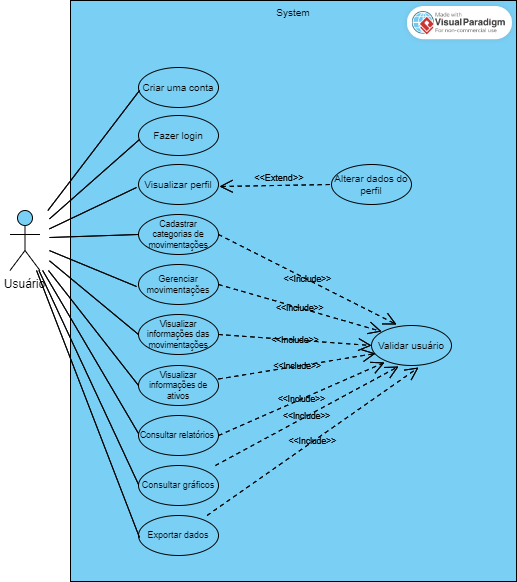 System
Made with
Visual Paradigm
For non-commercial use
Criar uma conta
Fazer login
Visualizar perfil
<<Extend>>
Alterar dados do
perfil
Cadastrar
categorias de
movimentações
Usuário
Gerenciar
movimentações
<<Include>>
<<Include>>
Visualizar
informações das
movimentações
<<Include>>
Validar usuário
Visualizar
informações de
ativos
<<Include>>
Consultar relatórios
<<Include>>
<<Include>>
Consultar gráficos
<<Include>>
Exportar dados